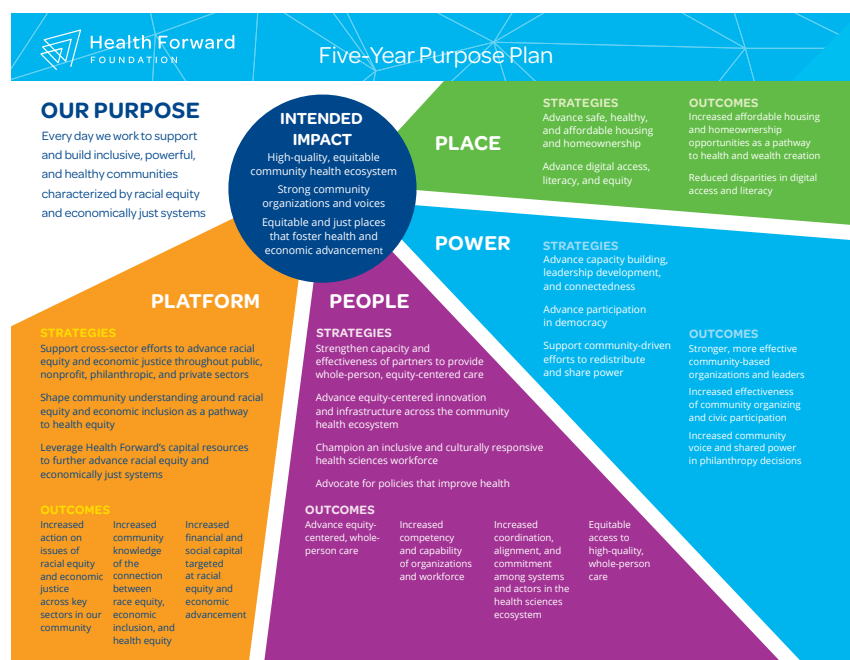 Health Forward
FOUNDATION
Five-Year Purpose Plan
OUR PURPOSE
Every day we work to support
and build inclusive, powerful,
and healthy communities
characterized by racial equity
and economically just systems
INTENDED
IMPACT
High-quality, equitable
community health ecosystem
Strong community
organizations and voices
Equitable and just places
that foster health and
economic advancement
PLACE
STRATEGIES
Advance safe, healthy,
and affordable housing
and homeownership
Advance digital access,
literacy, and equity
OUTCOMES
Increased affordable housing
and homeownership
opportunities as a pathway
to health and wealth creation
Reduced disparities in digital
access and literacy
POWER
STRATEGIES
Advance capacity building,
leadership development,
and connectedness
Advance participation
in democracy
Support community-driven
efforts to redistribute
and share power
OUTCOMES
Stronger, more effective
community-based
organizations and leaders
Increased effectiveness
of community organizing
and civic participation
Increased community
voice and shared power
in philanthropy decisions
PLATFORM
STRATEGIES
Support cross-sector efforts to advance racial
equity and economic justice throughout public,
nonprofit, philanthropic, and private sectors
Shape community understanding around racial
equity and economic inclusion as a pathway
to health equity
Leverage Health Forward's capital resources
to further advance racial equity and
economically just systems
OUTCOMES
Increased
action on
issues of
racial equity
and economic
justice
across key
sectors in our
community
Increased
community
knowledge
of the
connection
between
race equity,
economic
inclusion, and
health equity
Increased
financial and
social capital
targeted
at racial
equity and
economic
advancement
PEOPLE
STRATEGIES
Strengthen capacity and
effectiveness of partners to provide
whole-person, equity-centered care
Advance equity-centered innovation
and infrastructure across the community
health ecosystem
Champion an inclusive and culturally responsive
health sciences workforce
Advocate for policies that improve health
OUTCOMES
Advance equity-
centered, whole-
person care
Increased
competency
and capability
of organizations
and workforce
Increased
coordination,
alignment, and
commitment
among systems
and actors in the
health sciences
ecosystem
Equitable
access to
high-quality,
whole-person
care